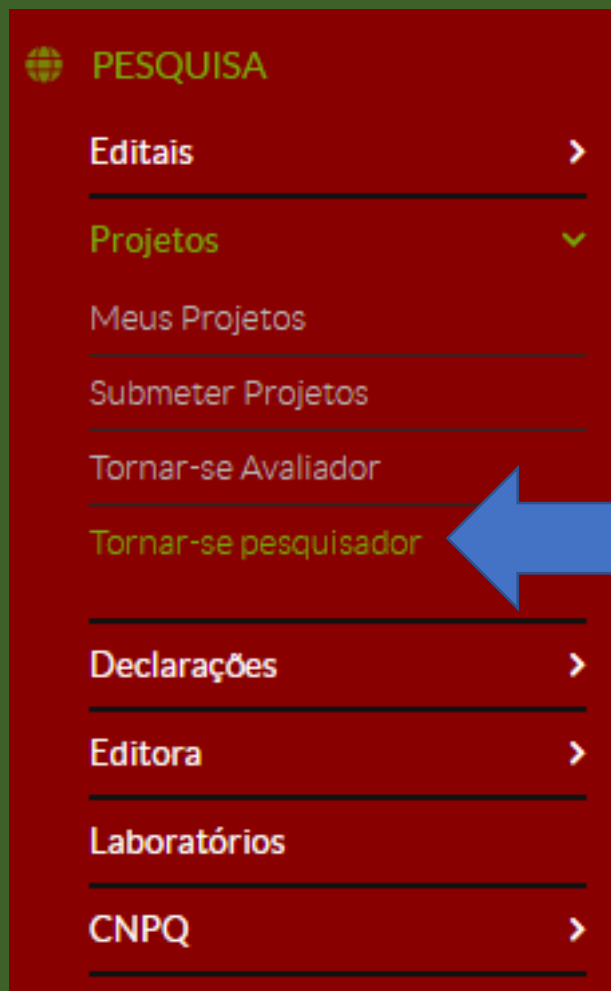 PESQUISA
Editais
Projetos
Meus Projetos
Submeter Projetos
Tornar-se Avaliador
Tornar-se pesquisador
Declarações
Editora
Laboratórios
CNPQ